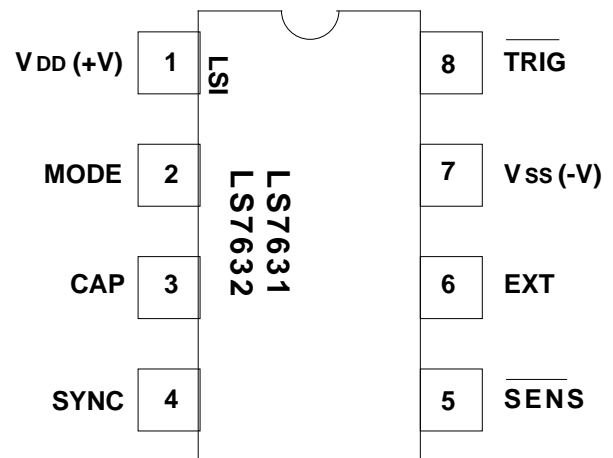 V DD (+V) 1 8 TRIG
LSI
MODE 2 7 V SS (-V)
LS7631
LS7632
CAP 3 6 EXT
SYNC 4 5 SENS